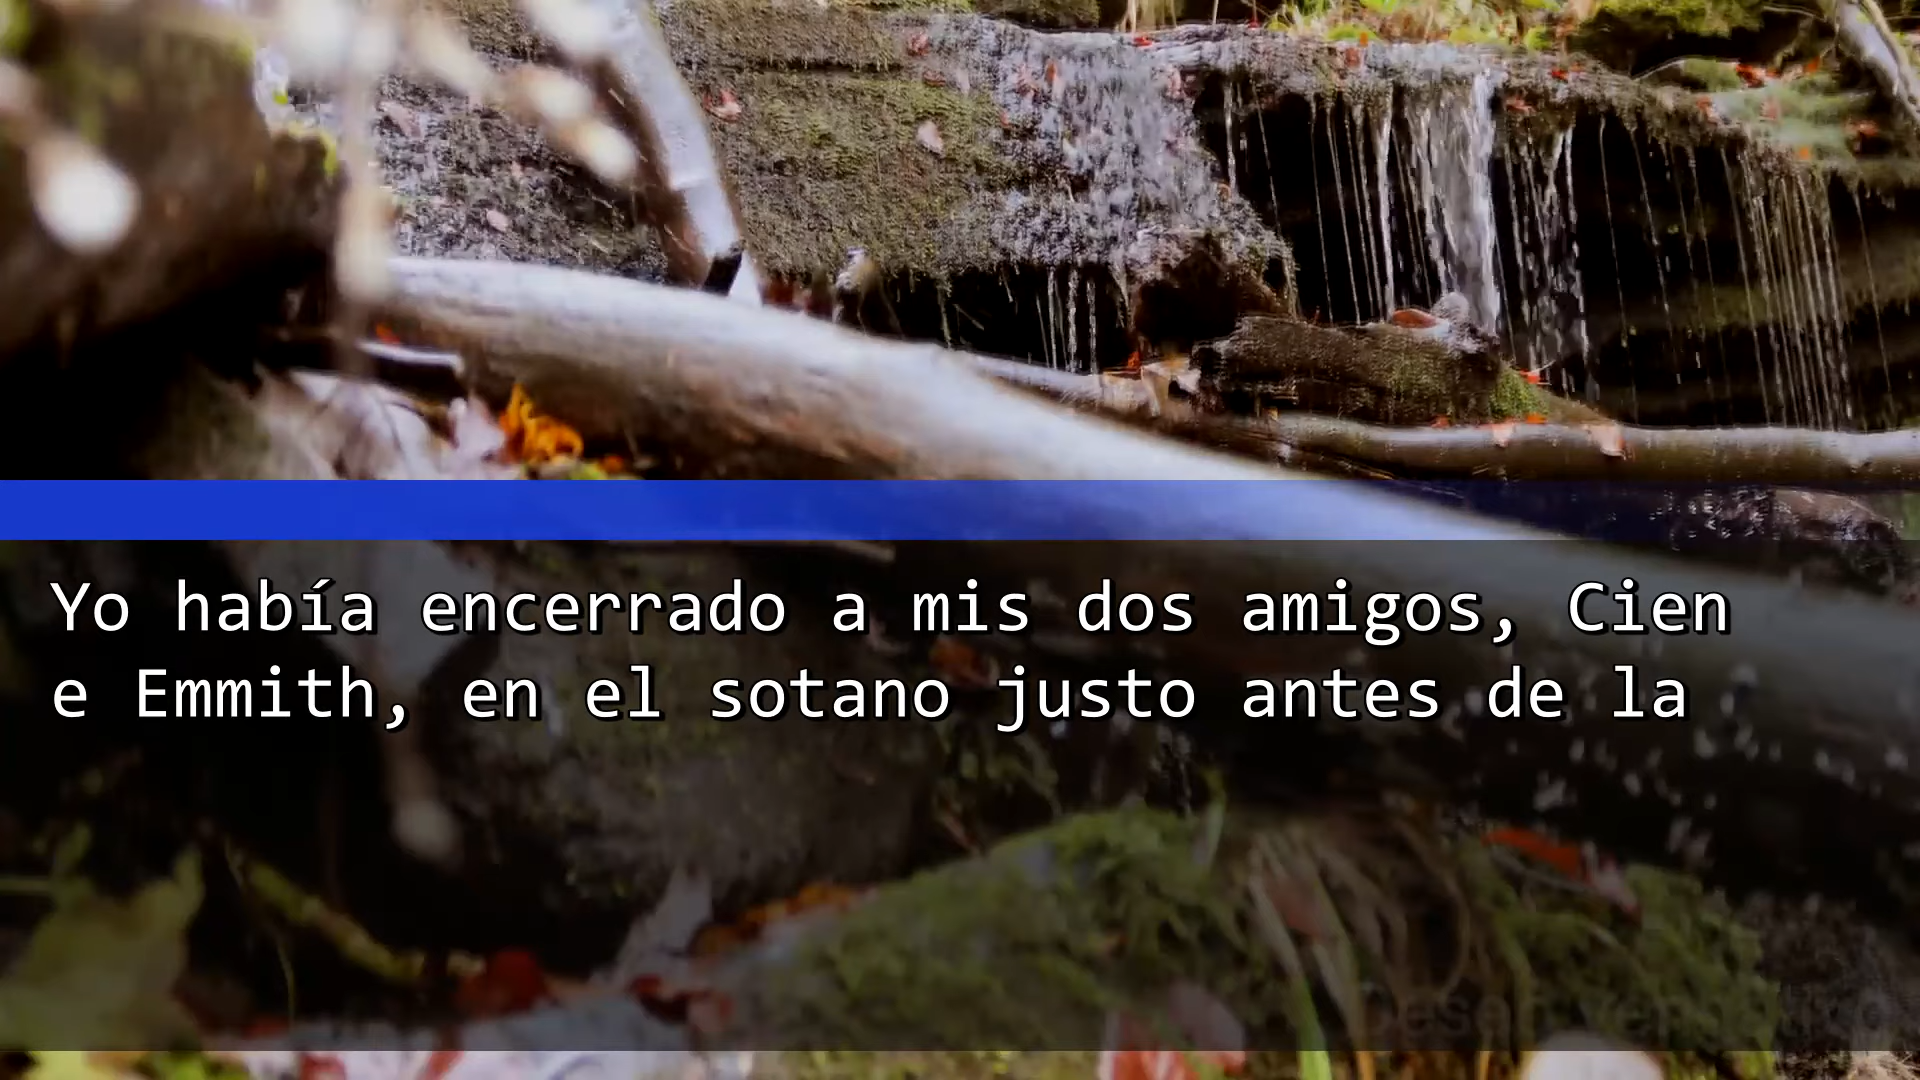 Yo había encerrado a mis dos amigos, Cien
e Emmith, en el sotano justo antes de la